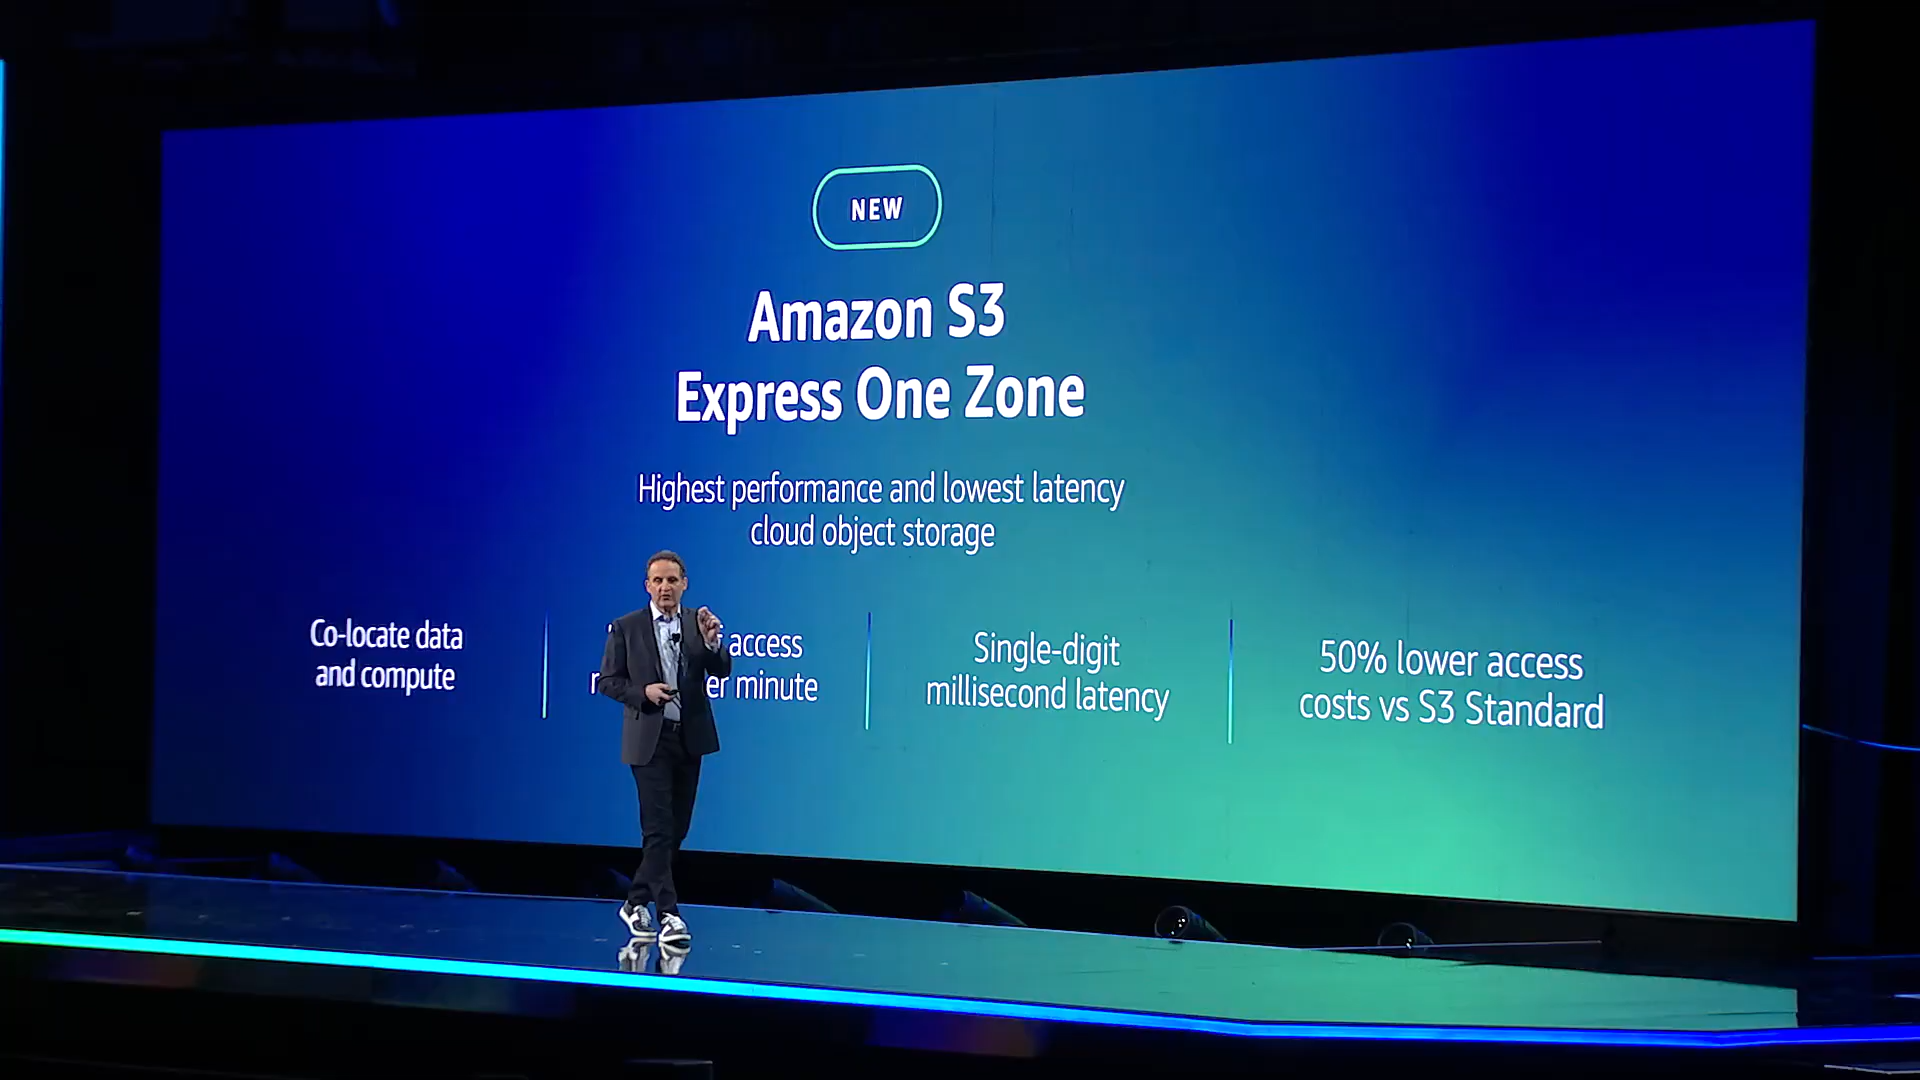 NEW
Amazon S3
Express One Zone
Highest performance and lowest latency
cloud object storage
Co-locate data
and compute
access
minute
Single-digit
millisecond latency
50% lower access
costs vs S3 Standard